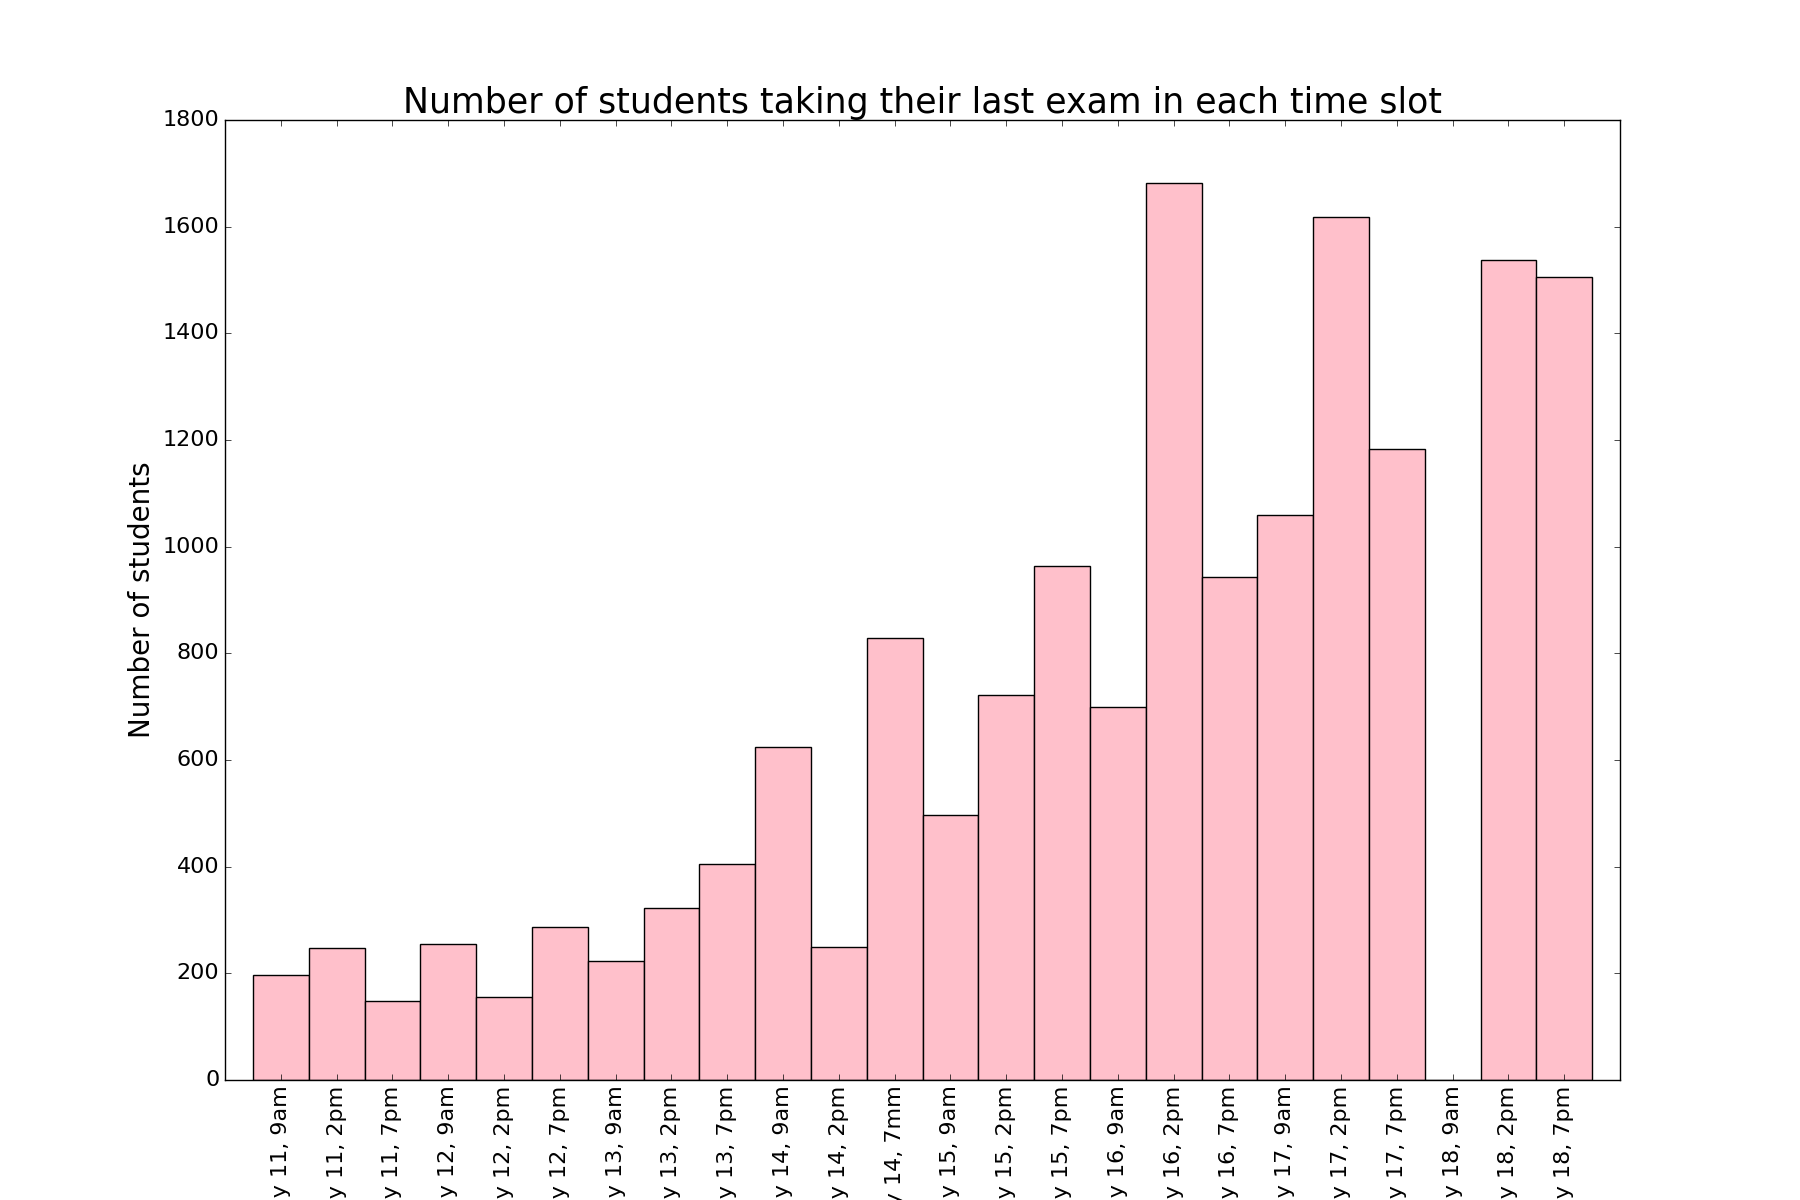 Number of students taking their last exam in each time slot
Number of students
1800
1600
1400
1200
1000
800
600
400
200
0
y 11, 9am
y 11, 2pm
y 11, 7pm
y 12, 9am
y 12, 2pm
y 12, 7pm
y 13, 9am
y 13, 2pm
y 13, 7pm
y 14, 9am
y 14, 2pm
y 14, 7mm
y 15, 9am
y 15, 2pm
y 15, 7pm
y 16, 9am
y 16, 2pm
y 16, 7pm
y 17, 9am
y 17, 2pm
y 17, 7pm
y 18, 9am
y 18, 2pm
y 18, 7pm